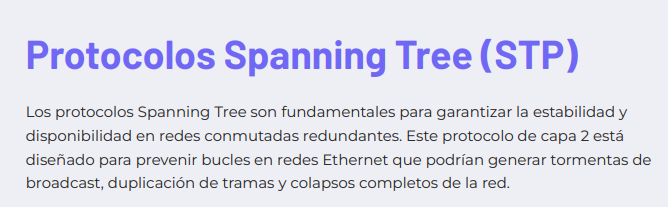 Protocolos Spanning Tree (STP)
Los protocolos Spanning Tree son fundamentales para garantizar la estabilidad y
disponibilidad en redes conmutadas redundantes. Este protocolo de capa 2 está
diseñado para prevenir bucles en redes Ethernet que podrían generar tormentas de
broadcast, duplicación de tramas y colapsos completos de la red.